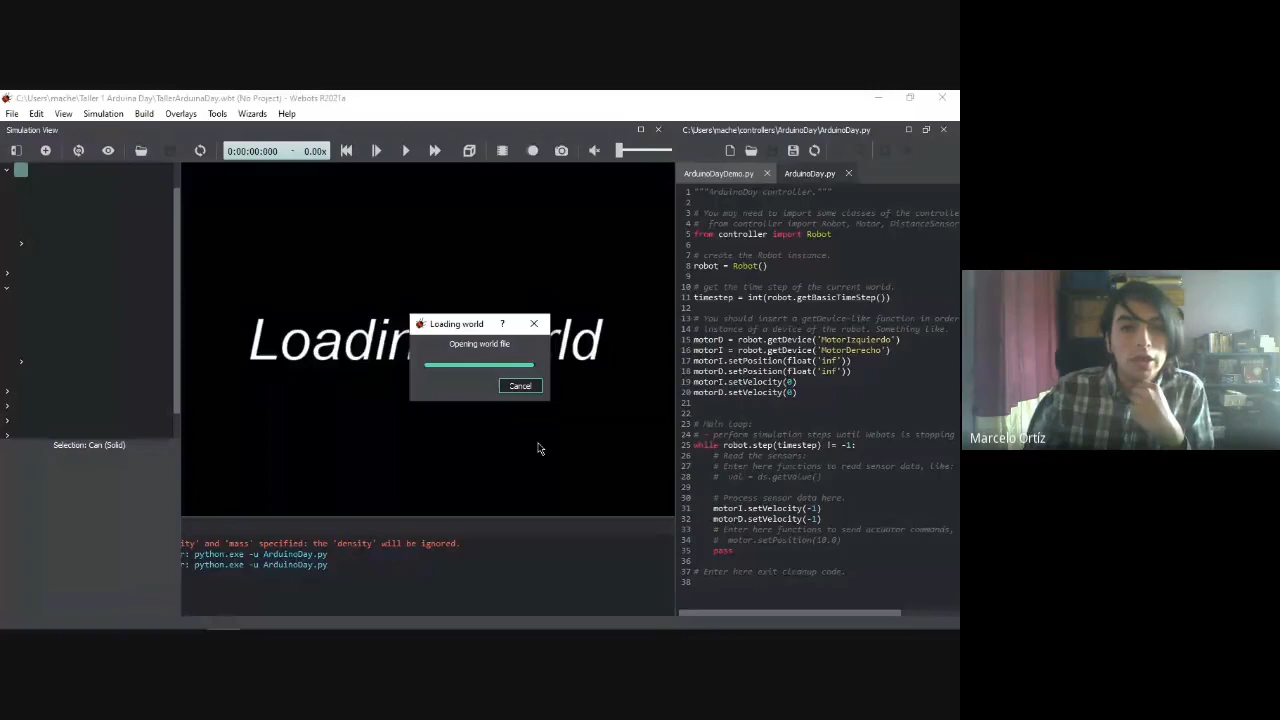 C:\Users\mache\Taller 1 Arduina Day\TallerArduinaDay.wbt (No Project) - Webots R2021a
File Edit View Simulation Build Overlays Tools Wizards Help
Simulation View
0:00:00:000 - 0.00x
Selection: Can (Solid)
Loading world ?
Opening world file
Cancel
ity' and 'mass' specified: the 'density' will be ignored.
r: python.exe -u ArduinoDay.py
r: python.exe -u ArduinoDay.py
C:\Users\mache\controllers\ArduinoDay\ArduinoDay.py
ArduinoDayDemo.py ArduinoDay.py
1 """ArduinoDay controller."""
2
3 # You may need to import some classes of the controlle
4 # from controller import Robot, Motor, DistanceSensor
5 from controller import Robot
6
7 # create the Robot instance.
8 robot = Robot()
9
10 # get the time step of the current world.
11 timestep = int(robot.getBasicTimeStep())
12
13 # You should insert a getDevice-like function in order
14 # instance of a device of the robot. Something like.
15 motorD = robot.getDevice('MotorIzquierdo')
16 motorI = robot.getDevice('MotorDerecho')
17 motorI.setPosition(float('inf'))
18 motorD.setPosition(float('inf'))
19 motorI.setVelocity(0)
20 motorD.setVelocity(0)
21
22
23 # Main loop:
24 # - perform simulation steps until Webots is stopping
25 while robot.step(timestep) != -1:
26 # Read the sensors:
27 # Enter here functions to read sensor data, like:
28 # val = ds.getValue()
29
30 # Process sensor data here.
31 motorI.setVelocity(-1)
32 motorD.setVelocity(-1)
33 # Enter here functions to send actuator commands,
34 # motor.setPosition(10.0)
35 pass
36
37 # Enter here exit cleanup code.
38
Marcelo Ortíz